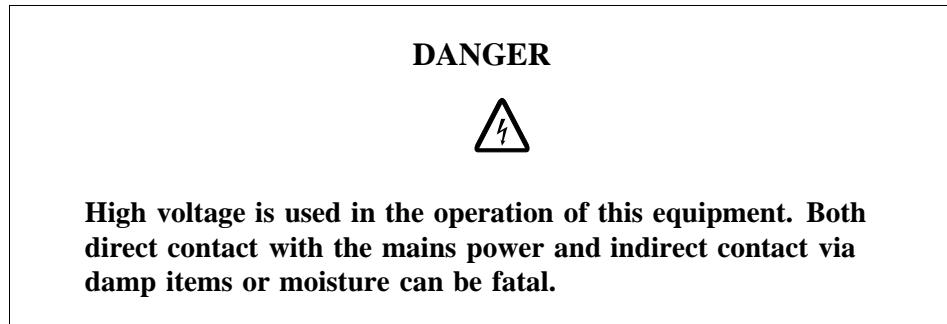 DANGER
High voltage is used in the operation of this equipment. Both
direct contact with the mains power and indirect contact via
damp items or moisture can be fatal.